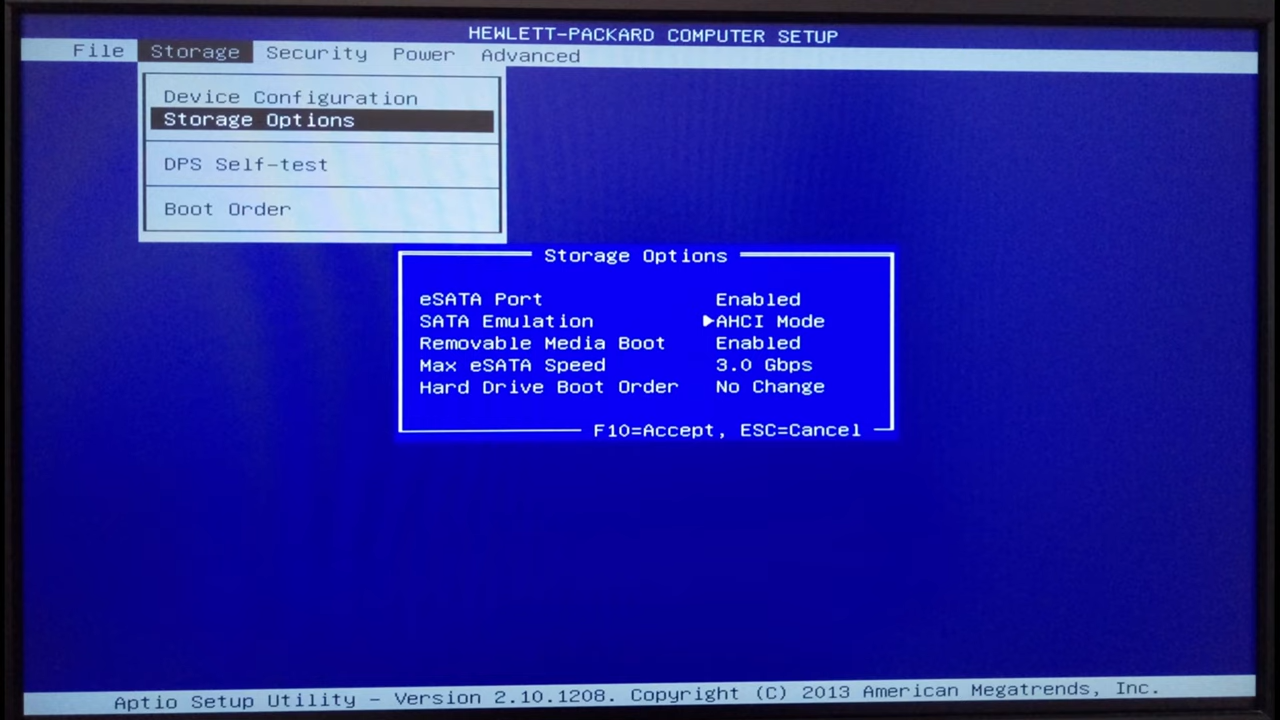 HEWLETT-PACKARD COMPUTER SETUP
File Storage Security Power Advanced
Device Configuration
Storage Options
DPS Self-test
Boot Order
Storage Options
eSATA Port Enabled
SATA Emulation ▶AHCI Mode
Removable Media Boot Enabled
Max eSATA Speed 3.0 Gbps
Hard Drive Boot Order No Change
F10=Accept, ESC=Cancel
Aptio Setup Utility - Version 2.10.1208. Copyright (C) 2013 American Megatrends, Inc.